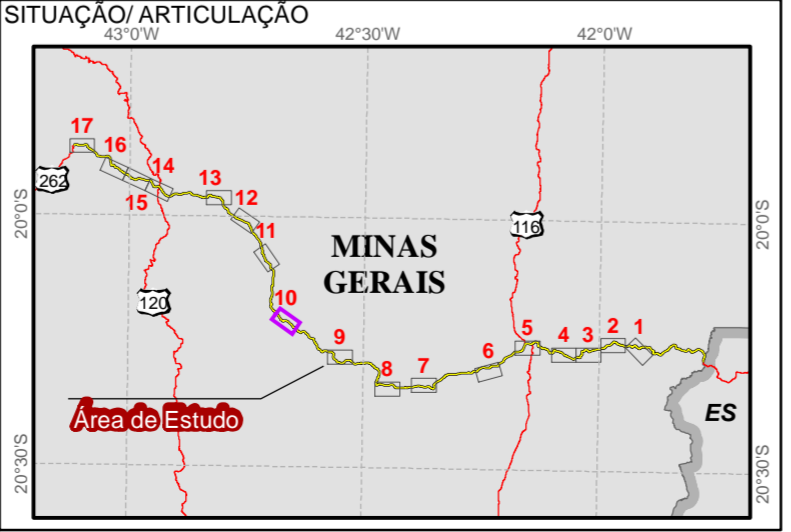 SITUAÇÃO/ ARTICULAÇÃO
43°0'W
42°30'W
42°0'W
17
16
14
13
262
15
12
20°0'S
11
116
20°0'S
MINAS
GERAIS
120
10
9
5
4
3
2
1
6
8
7
Área de Estudo
ES
20°30'S
20°30'S